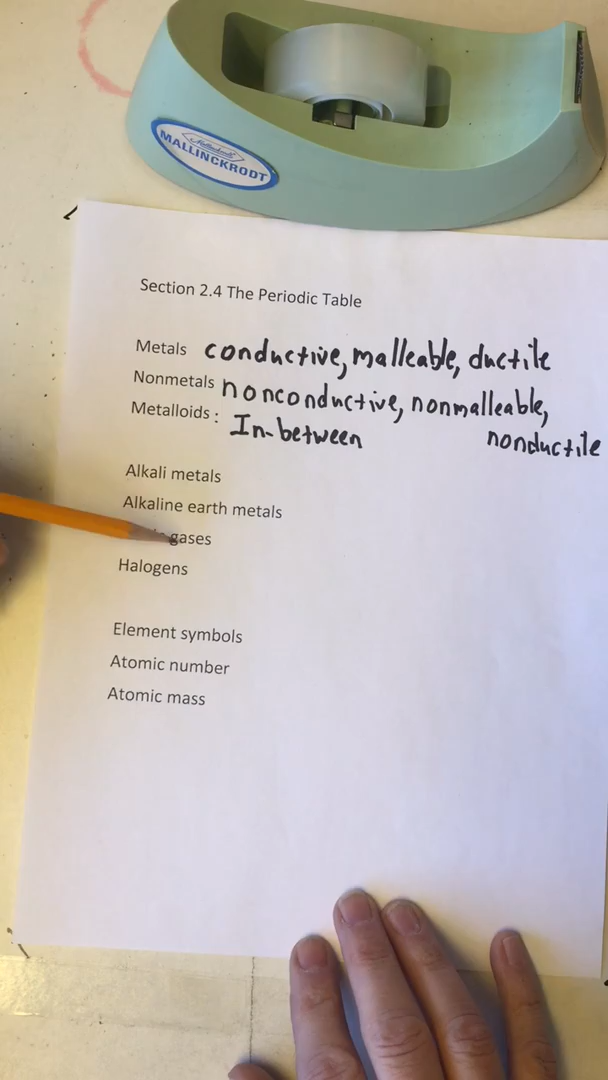 MALLINCKRODT
Section 2.4 The Periodic Table
Metals conductive, malleable, ductile
Nonmetals nonconductive, nonmalleable,
nonductile
Metalloids: In-between
Alkali metals
Alkaline earth metals
gases
Halogens
Element symbols
Atomic number
Atomic mass